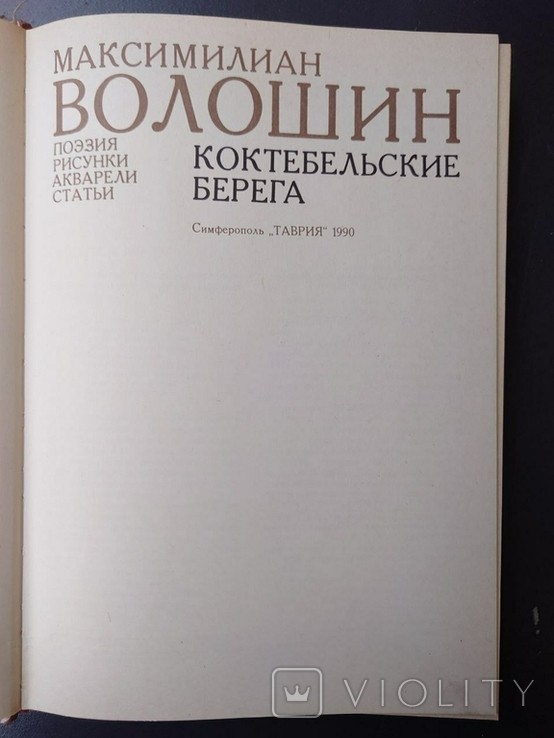 МАКСИМИЛИАН
ВОЛОШИН
ПОЭЗИЯ
РИСУНКИ
АКВАРЕЛИ
СТАТЬИ
КОКТЕБЕЛЬСКИЕ
БЕРЕГА
Симферополь „ТАВРИЯ" 1990
VIOLITY